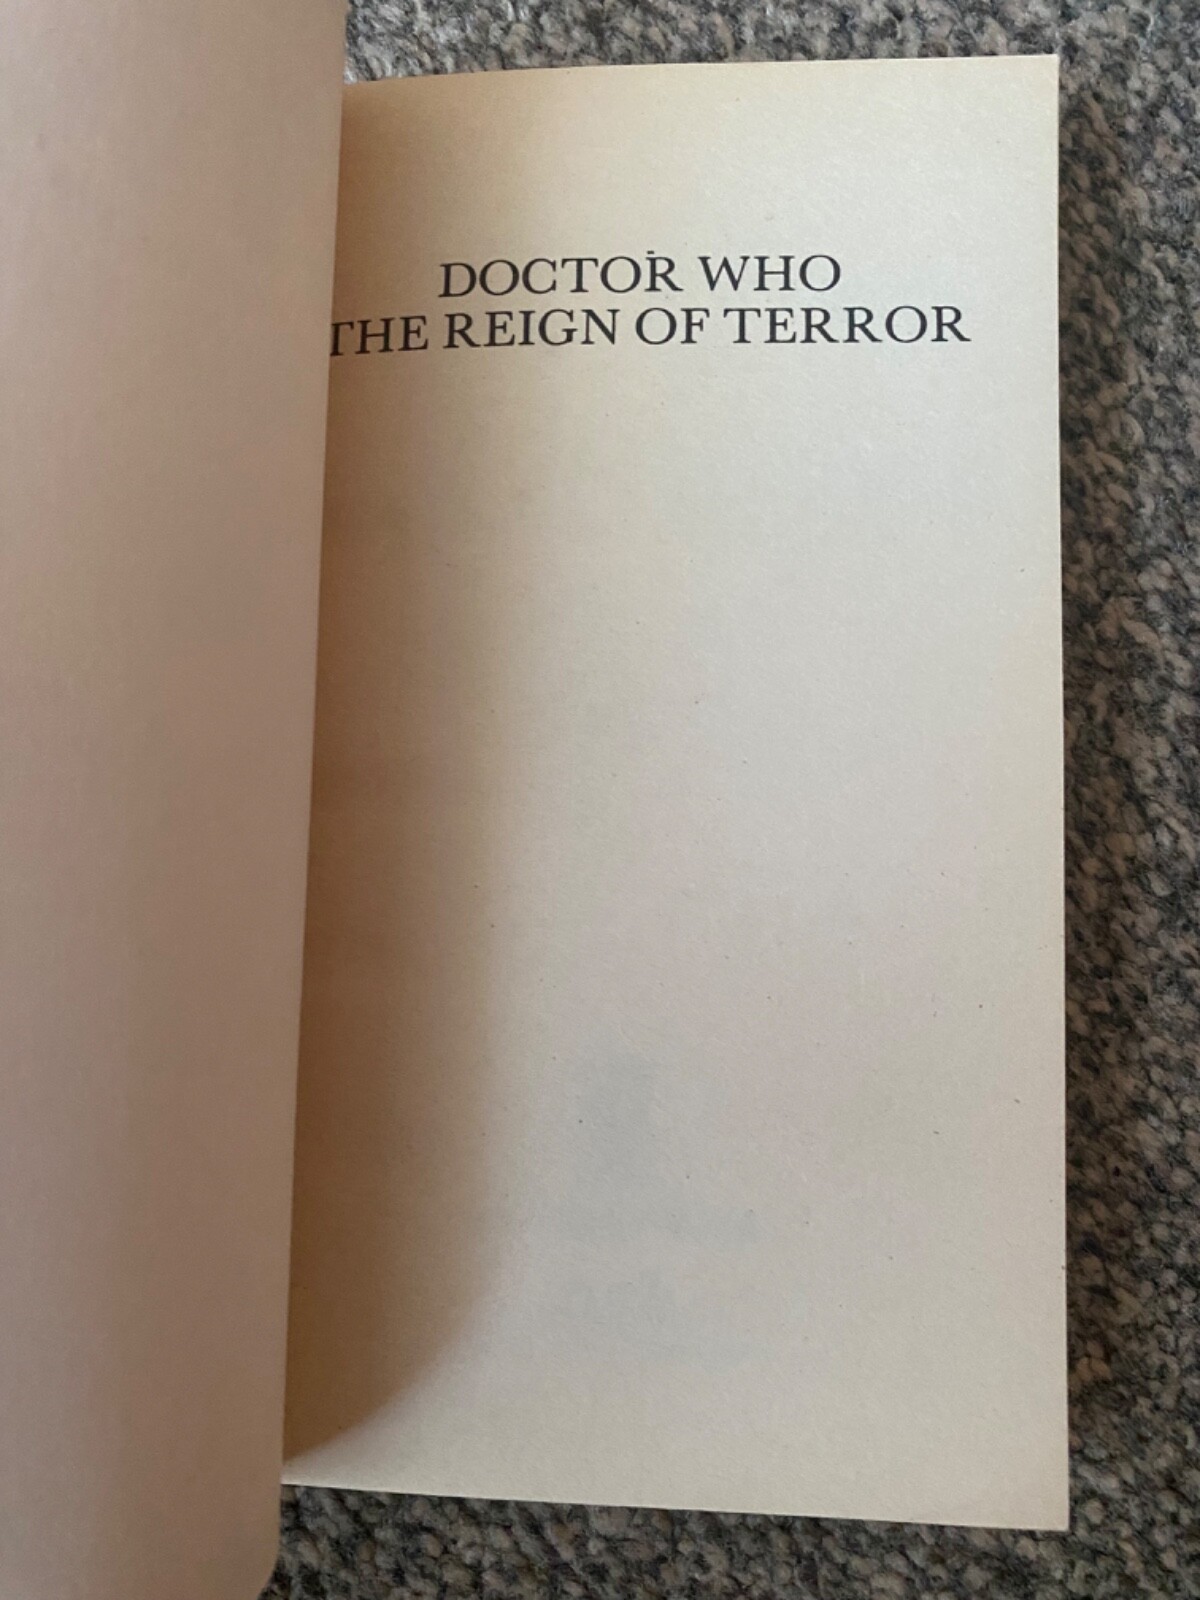 DOCTOR WHO
THE REIGN OF TERROR